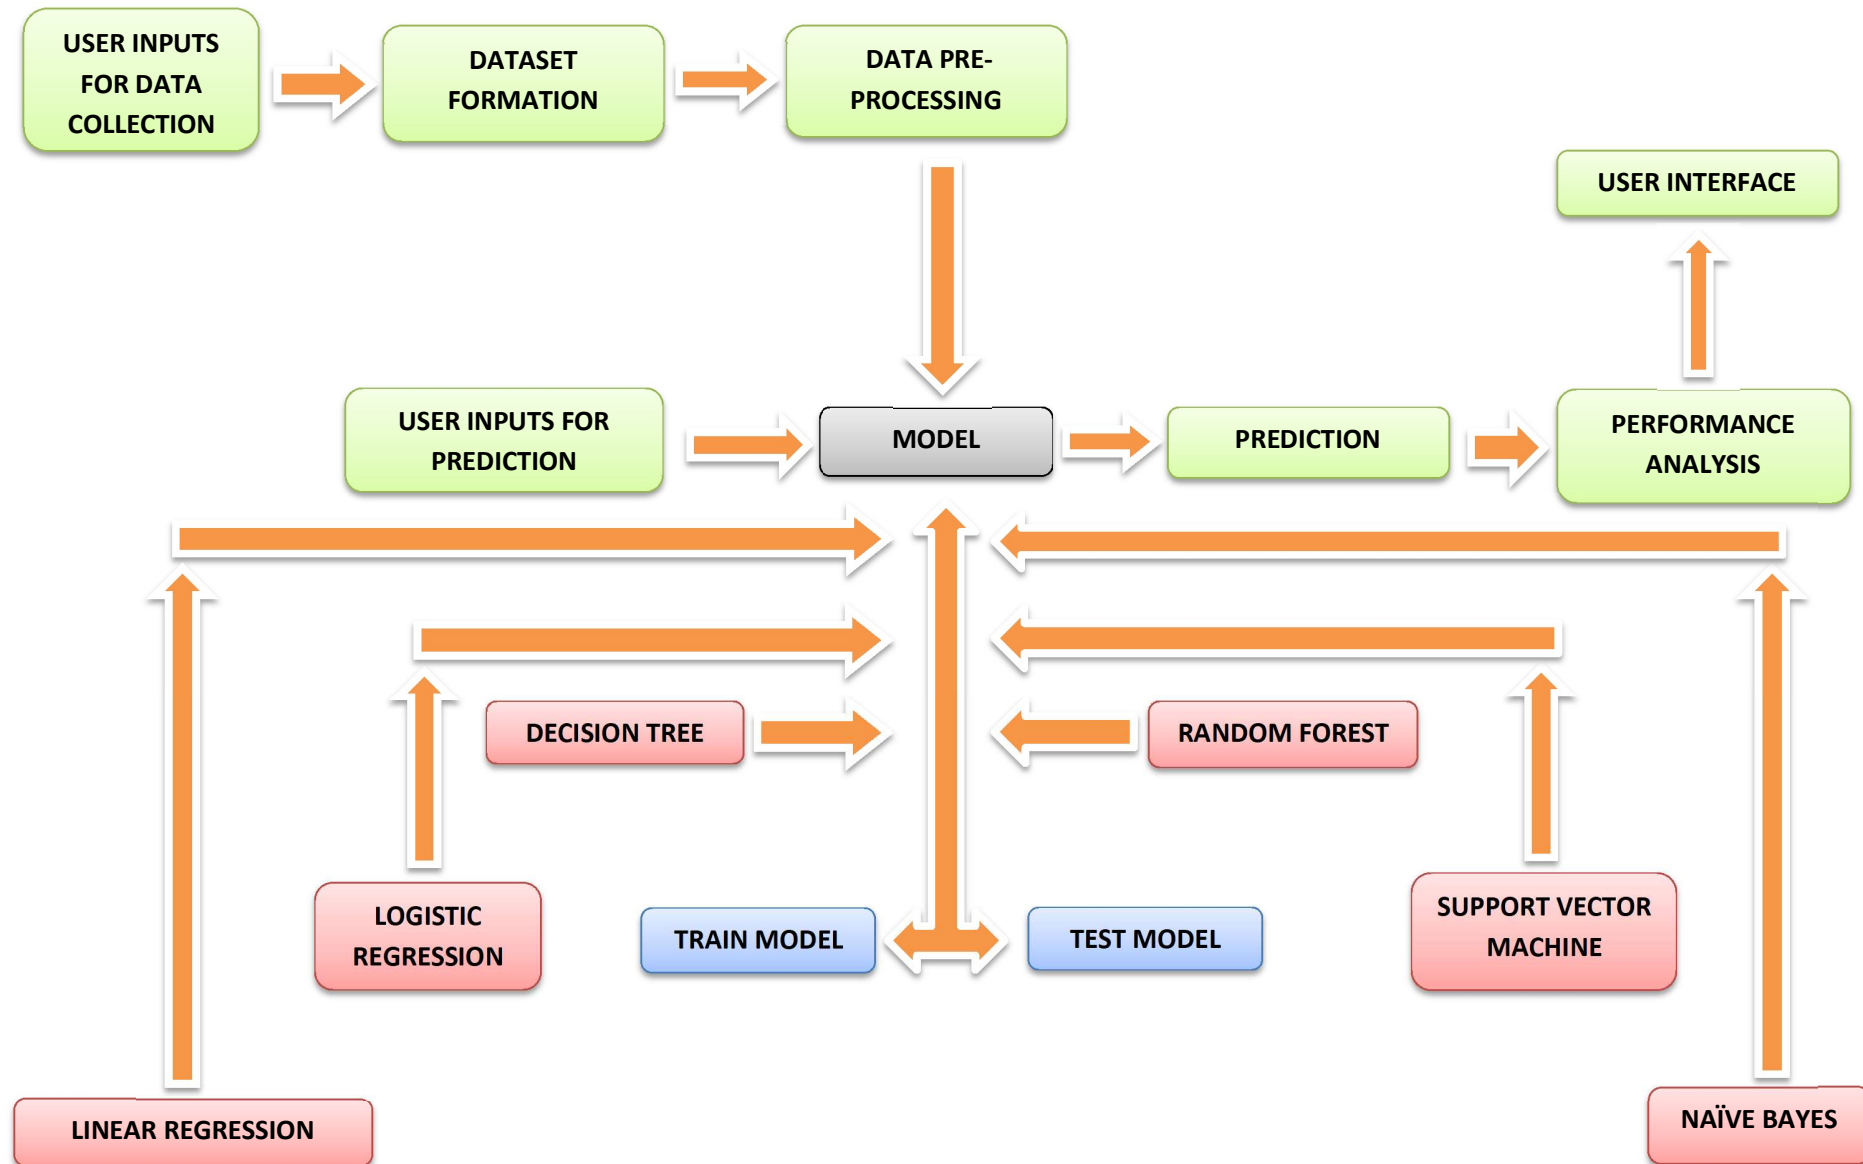 USER INPUTS
FOR DATA
COLLECTION
DATASET
FORMATION
DATA PRE-
PROCESSING
USER INTERFACE
USER INPUTS FOR
PREDICTION
MODEL
PREDICTION
PERFORMANCE
ANALYSIS
DECISION TREE
RANDOM FOREST
LOGISTIC
REGRESSION
TRAIN MODEL
TEST MODEL
SUPPORT VECTOR
MACHINE
LINEAR REGRESSION
NAÏVE BAYES